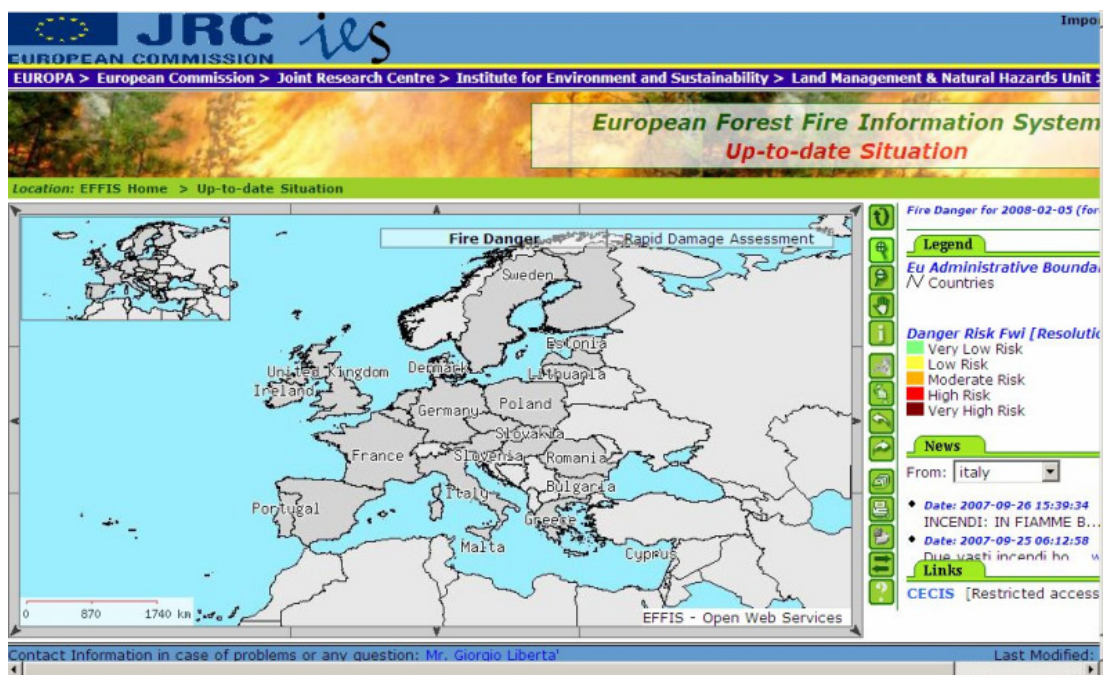 Impo
JRC
ies
EUROPEAN COMMISSION
EUROPA > European Commission > Joint Research Centre > Institute for Environment and Sustainability > Land Management & Natural Hazards Unit >
European Forest Fire Information System
Up-to-date Situation
Location: EFFIS Home > Up-to-date Situation
Fire Danger
Rapid Damage Assessment
Sweden
Estonia
United Kingdom
Denmark
Lithuania
Ireland
Germany
Poland
Slovakia
France
Slovenia
Romania
Italy
Bulgaria
Portugal
Greece
Malta
Cyprus
0 870 1740 km
EFFIS - Open Web Services
Fire Danger for 2008-02-05 (for
Legend
Eu Administrative Bounda
Countries
Danger Risk Fwi [Resolutio
Very Low Risk
Low Risk
Moderate Risk
High Risk
Very High Risk
News
From: italy
Date: 2007-09-26 15:39:34
INCENDI: IN FIAMME B...
Date: 2007-09-25 06:12:58
Due vasti incendi bo... w
Links
CECIS [Restricted access
Contact Information in case of problems or any question: Mr. Giorgio Liberta'
Last Modified: